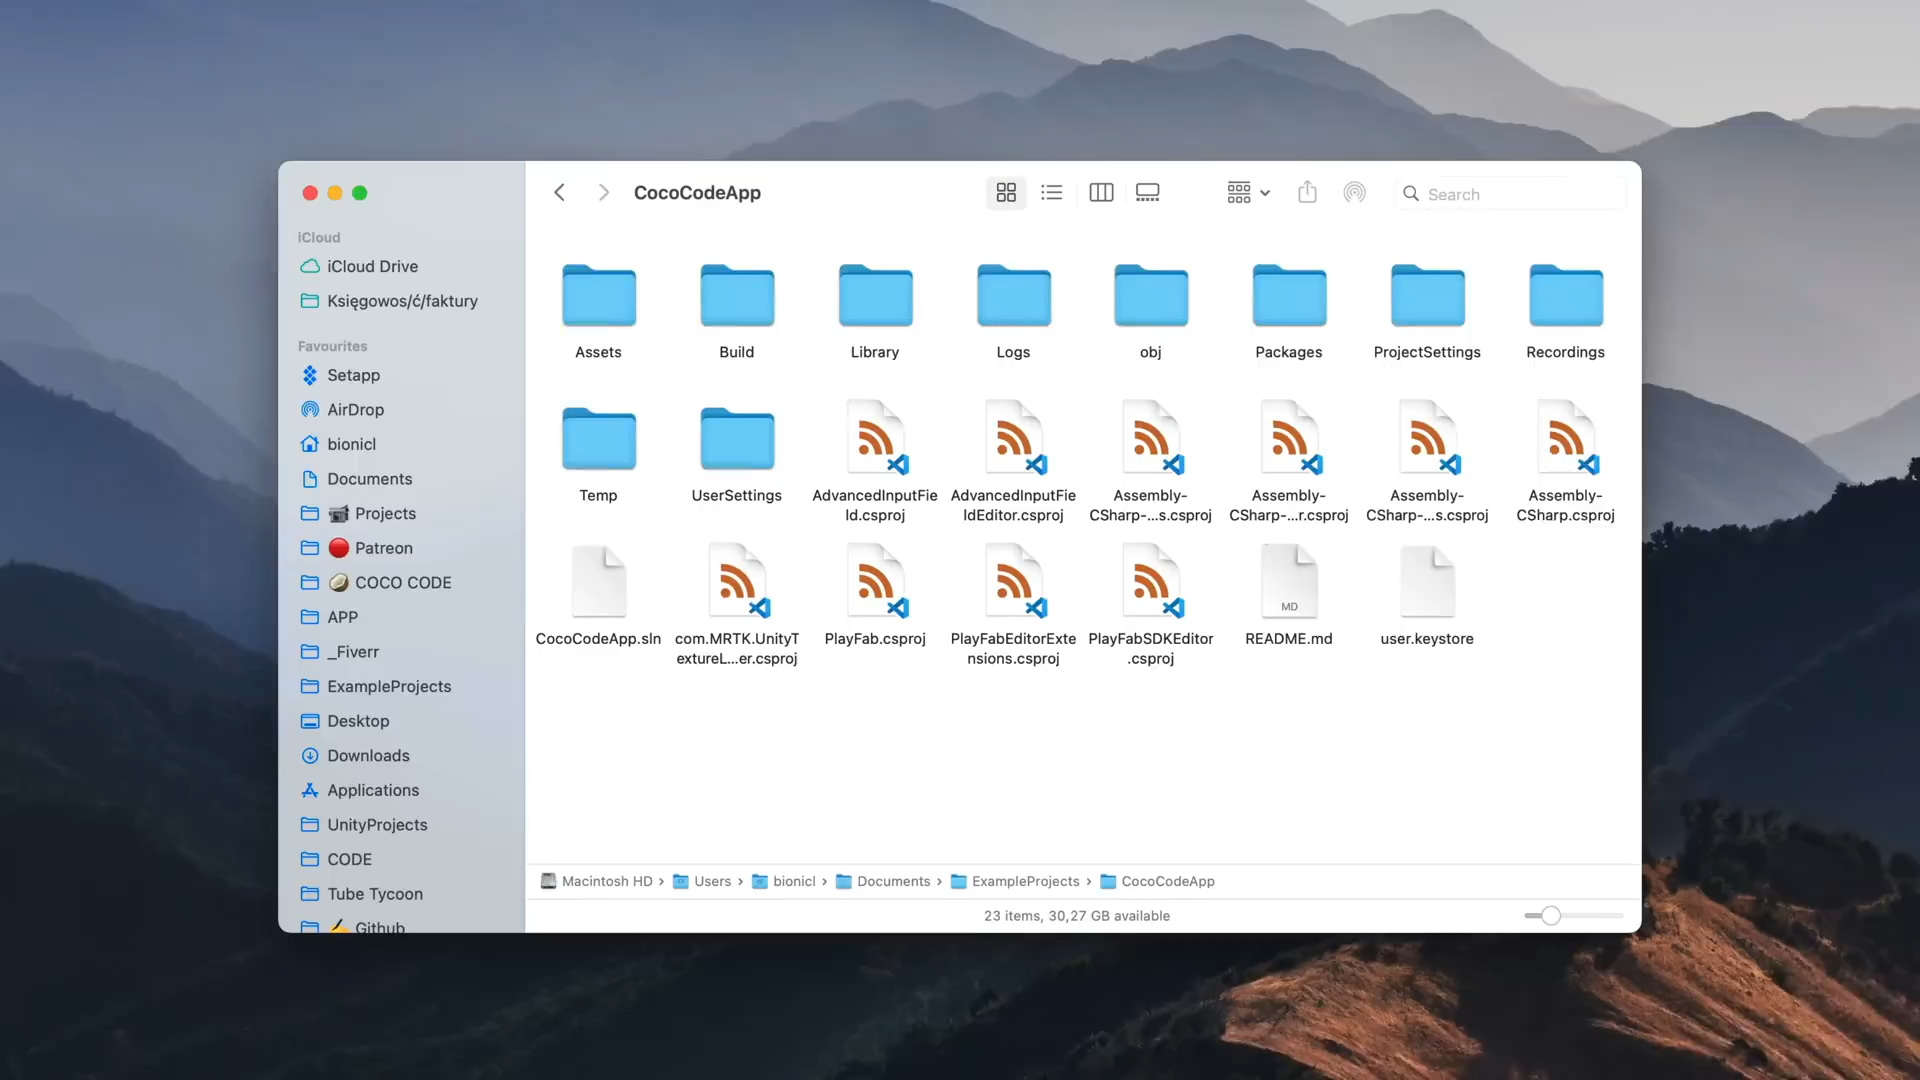 CocoCodeApp
Search
iCloud
iCloud Drive
Księgowos/ć/faktury
Favourites
Setapp
AirDrop
bionicl
Documents
Projects
Patreon
COCO CODE
APP
_Fiverr
ExampleProjects
Desktop
Downloads
Applications
UnityProjects
CODE
Tube Tycoon
Github
Assets
Build
Library
Logs
obj
Packages
ProjectSettings
Recordings
Temp
UserSettings
AdvancedInputFie
ld.csproj
AdvancedInputFie
ldEditor.csproj
Assembly-
CSharp-...s.csproj
Assembly-
CSharp-...r.csproj
Assembly-
CSharp-...s.csproj
Assembly-
CSharp.csproj
CocoCodeApp.sln
com.MRTK.UnityT
extureL...er.csproj
PlayFab.csproj
PlayFabEditorExte
nsions.csproj
PlayFabSDKEditor
.csproj
MD
README.md
user.keystore
Macintosh HD › Users › bionicl › Documents › ExampleProjects › CocoCodeApp
23 items, 30,27 GB available